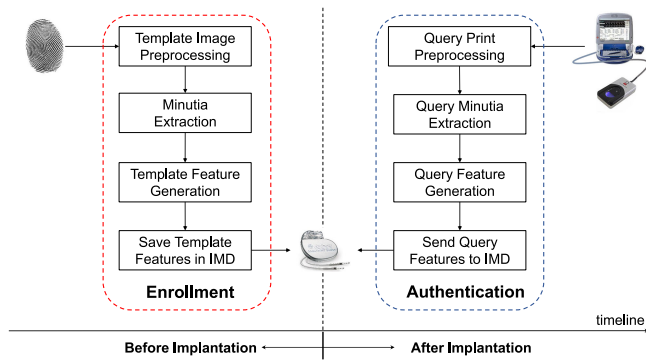 Template Image
Preprocessing
Minutia
Extraction
Template Feature
Generation
Save Template
Features in IMD
Enrollment
Query Print
Preprocessing
Query Minutia
Extraction
Query Feature
Generation
Send Query
Features to IMD
Authentication
timeline
Before Implantation
After Implantation